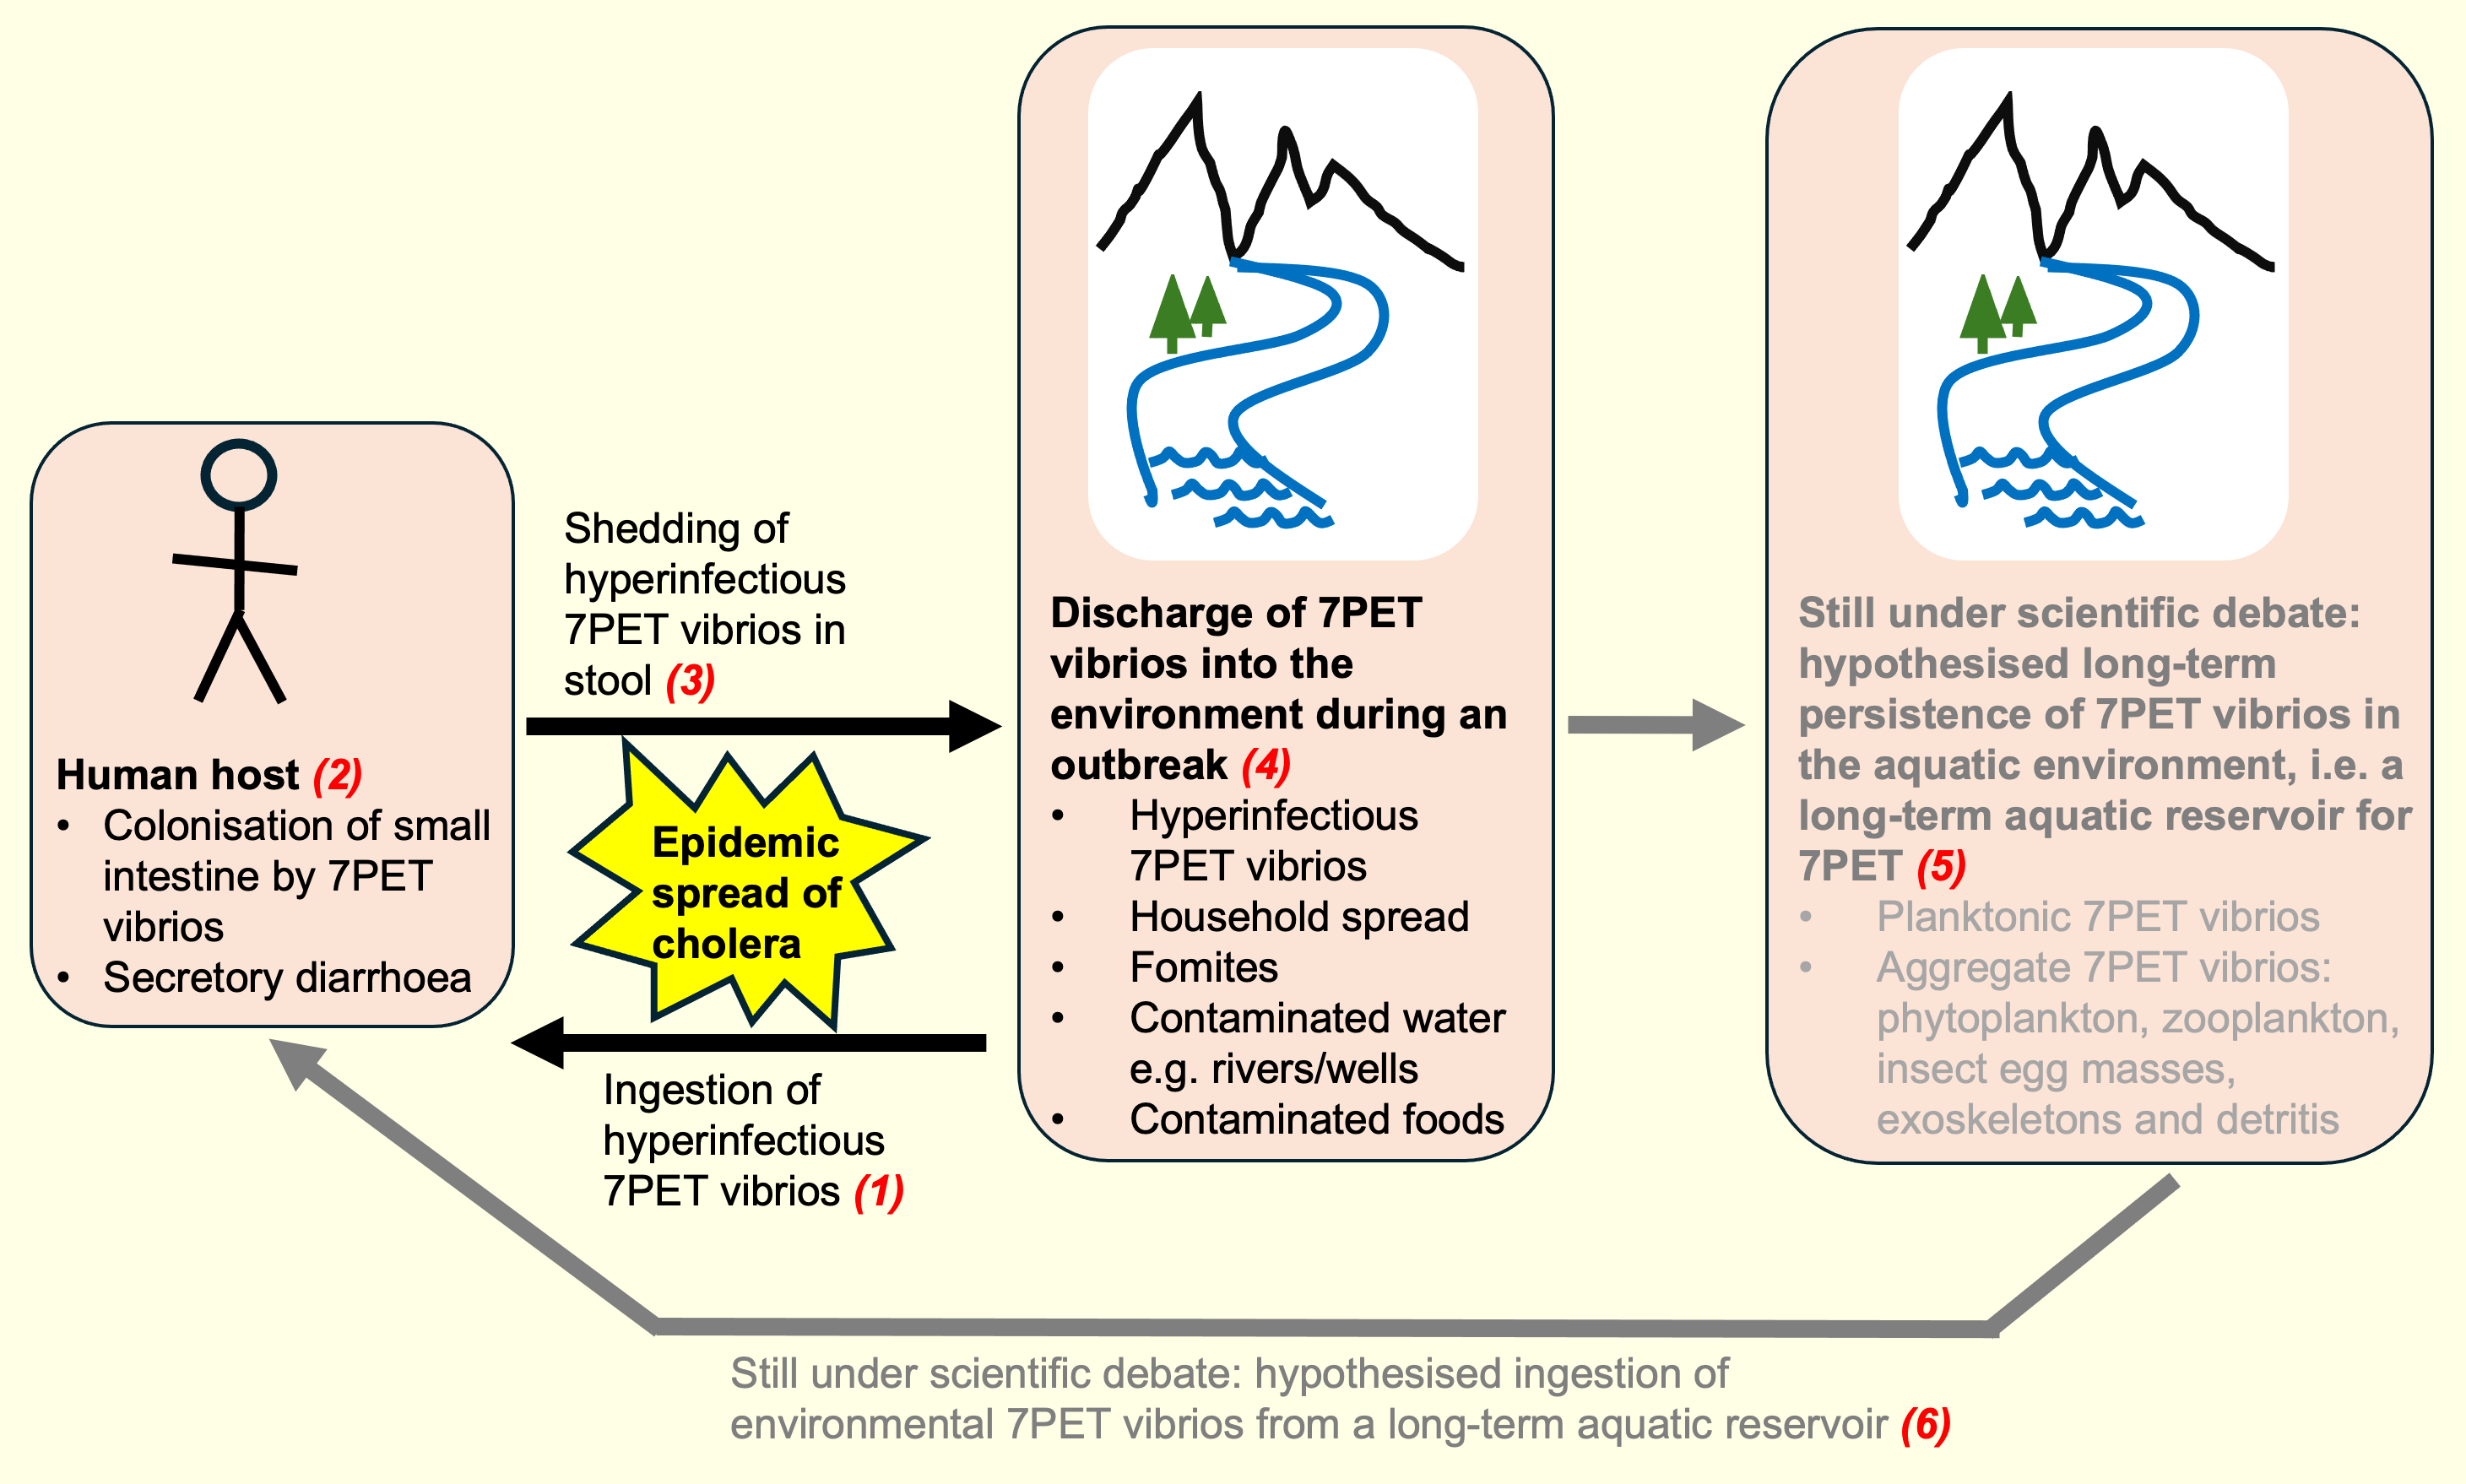 Human host (2)
• Colonisation of small
intestine by 7PET
vibrios
• Secretory diarrhoea
Shedding of
hyperinfectious
7PET vibrios in
stool (3)
Epidemic
spread of
cholera
Ingestion of
hyperinfectious
7PET vibrios (1)
Discharge of 7PET
vibrios into the
environment during an
outbreak (4)
• Hyperinfectious
7PET vibrios
• Household spread
• Fomites
• Contaminated water
e.g. rivers/wells
• Contaminated foods
Still under scientific debate:
hypothesised long-term
persistence of 7PET vibrios in
the aquatic environment, i.e. a
long-term aquatic reservoir for
7PET (5)
• Planktonic 7PET vibrios
• Aggregate 7PET vibrios:
phytoplankton, zooplankton,
insect egg masses,
exoskeletons and detritis
Still under scientific debate: hypothesised ingestion of
environmental 7PET vibrios from a long-term aquatic reservoir (6)